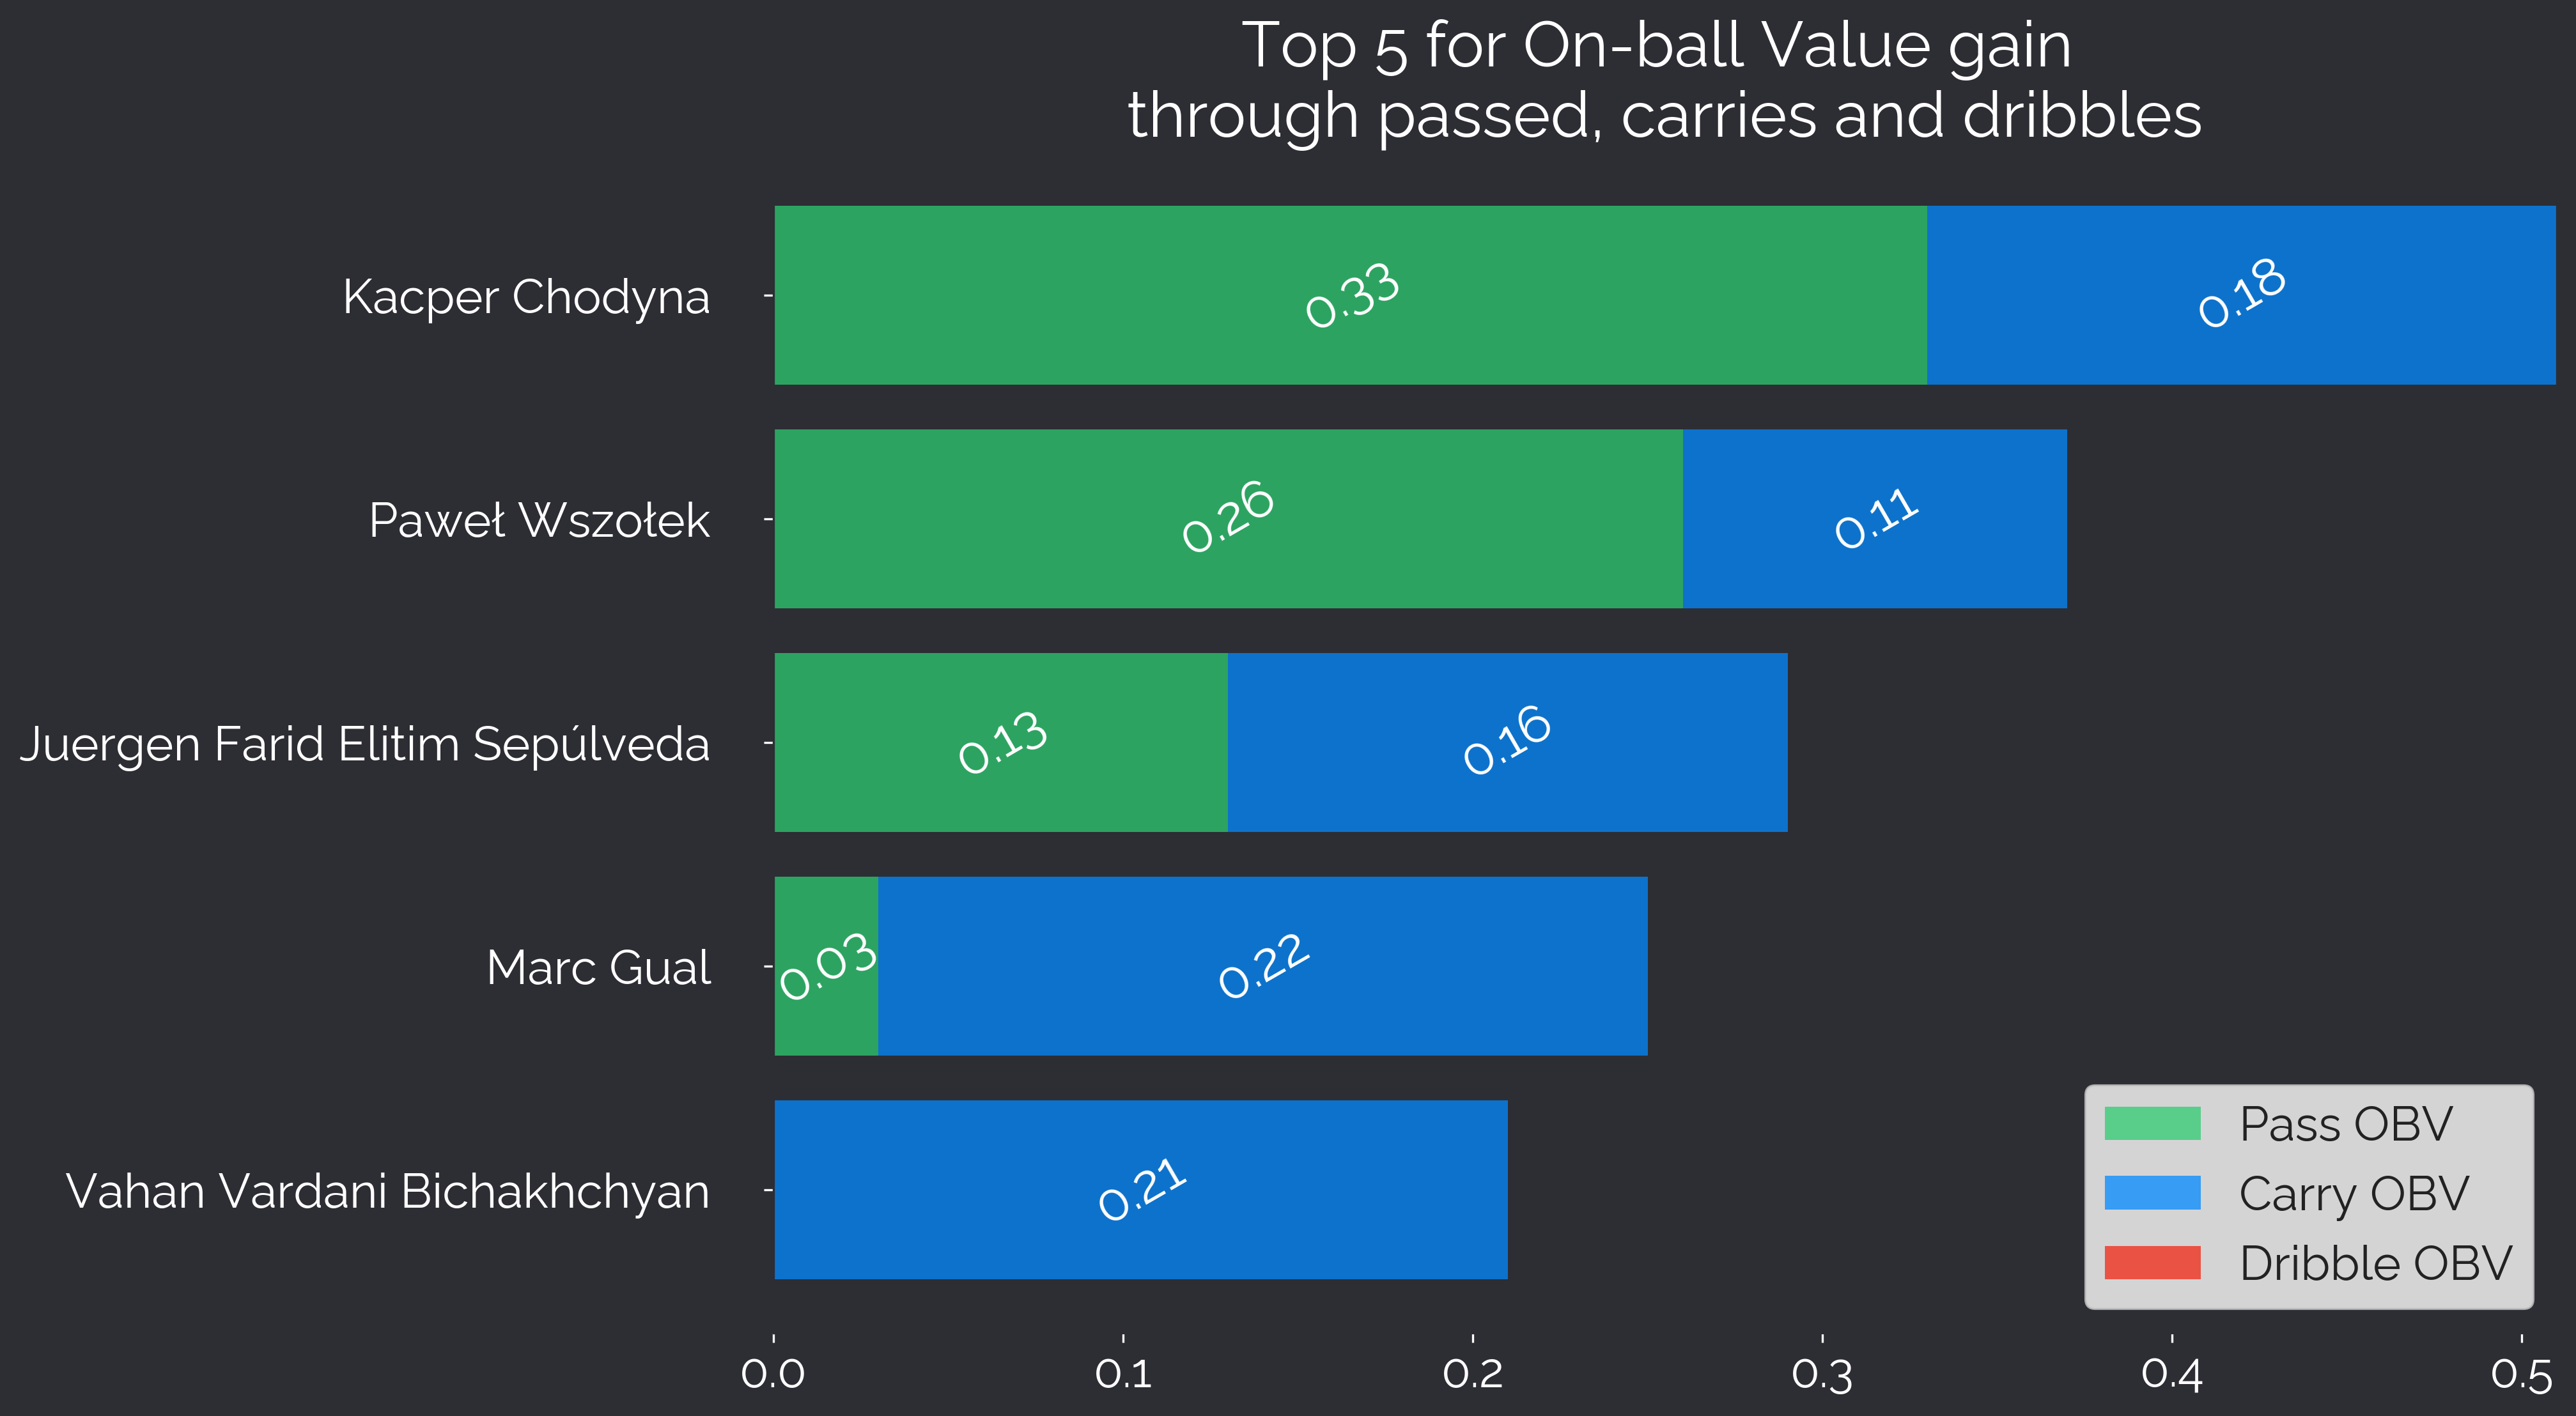 Top 5 for On-ball Value gain
through passed, carries and dribbles
Kacper Chodyna
0.33
0.18
Paweł Wszołek
0.26
0.11
Juergen Farid Elitim Sepúlveda
0.13
0.16
Marc Gual
0.03
0.22
Vahan Vardani Bichakhchyan
0.21
Pass OBV
Carry OBV
Dribble OBV
0.0 0.1 0.2 0.3 0.4 0.5